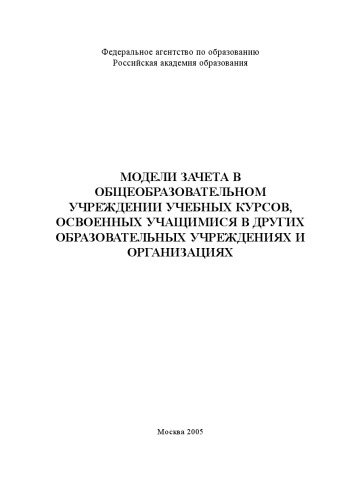 Федеральное агентство по образованию
Российская академия образования
МОДЕЛИ ЗАЧЕТА В
ОБЩЕОБРАЗОВАТЕЛЬНОМ
УЧРЕЖДЕНИИ УЧЕБНЫХ КУРСОВ,
ОСВОЕННЫХ УЧАЩИМИСЯ В ДРУГИХ
ОБРАЗОВАТЕЛЬНЫХ УЧРЕЖДЕНИЯХ И
ОРГАНИЗАЦИЯХ
Москва 2005